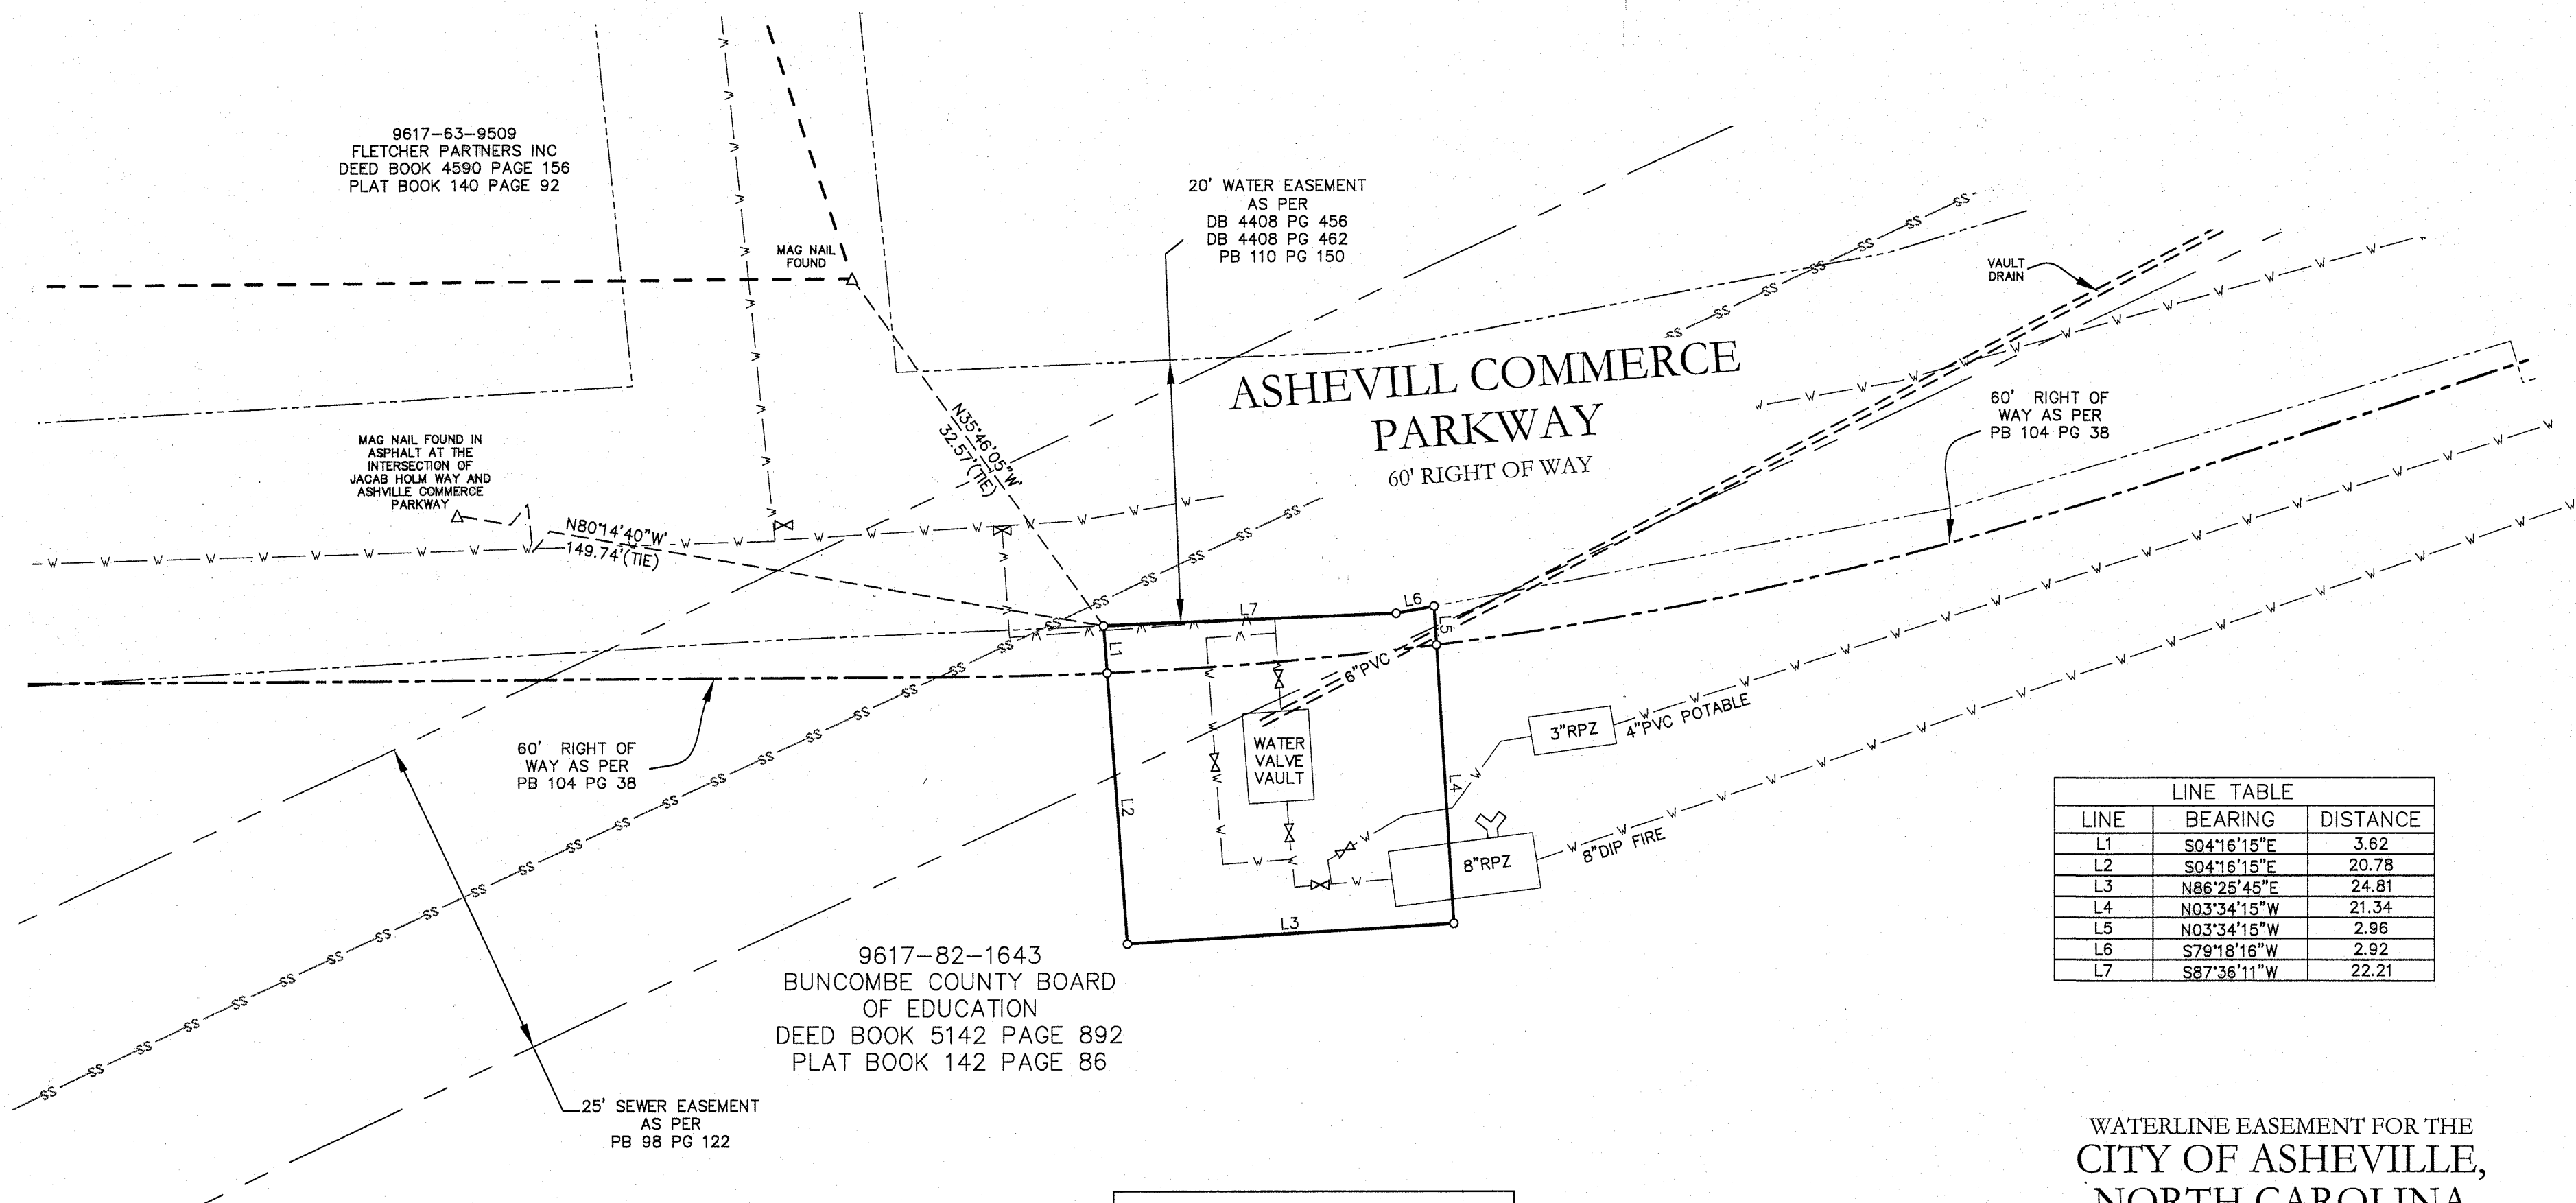 9617-63-9509
FLETCHER PARTNERS INC
DEED BOOK 4590 PAGE 156
PLAT BOOK 140 PAGE 92
MAG NAIL
FOUND
20' WATER EASEMENT
AS PER
DB 4408 PG 456
DB 4408 PG 462
PB 110 PG 150
VAULT
DRAIN
ASHEVILL COMMERCE
PARKWAY
60' RIGHT OF WAY
60' RIGHT OF
WAY AS PER
PB 104 PG 38
MAG NAIL FOUND IN
ASPHALT AT THE
INTERSECTION OF
JACAB HOLM WAY AND
ASHVILLE COMMERCE
PARKWAY
N80°14'40"W
149.74'(TIE)
N35°46'05"W
32.57'(TIE)
L7
L6
L5
L1
6"PVC
WATER
VALVE
VAULT
3"RPZ
4"PVC POTABLE
L4
L2
8"RPZ
8"DIP FIRE
L3
60' RIGHT OF
WAY AS PER
PB 104 PG 38
LINE TABLE
LINE BEARING DISTANCE
L1 S04°16'15"E 3.62
L2 S04°16'15"E 20.78
L3 N86°25'45"E 24.81
L4 N03°34'15"W 21.34
L5 N03°34'15"W 2.96
L6 S79°18'16"W 2.92
L7 S87°36'11"W 22.21
9617-82-1643
BUNCOMBE COUNTY BOARD
OF EDUCATION
DEED BOOK 5142 PAGE 892
PLAT BOOK 142 PAGE 86
25' SEWER EASEMENT
AS PER
PB 98 PG 122
WATERLINE EASEMENT FOR THE
CITY OF ASHEVILLE,
NORTH CAROLINA